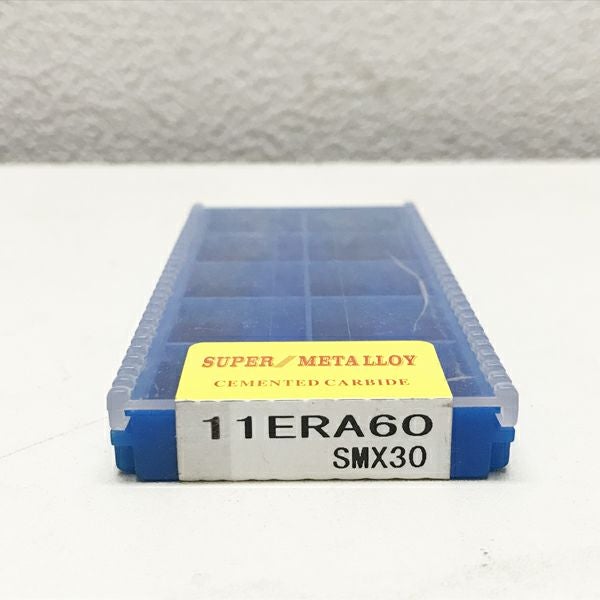 SUPER// METALLOY
CEMENTED CARBIDE
11ERA60
SMX30